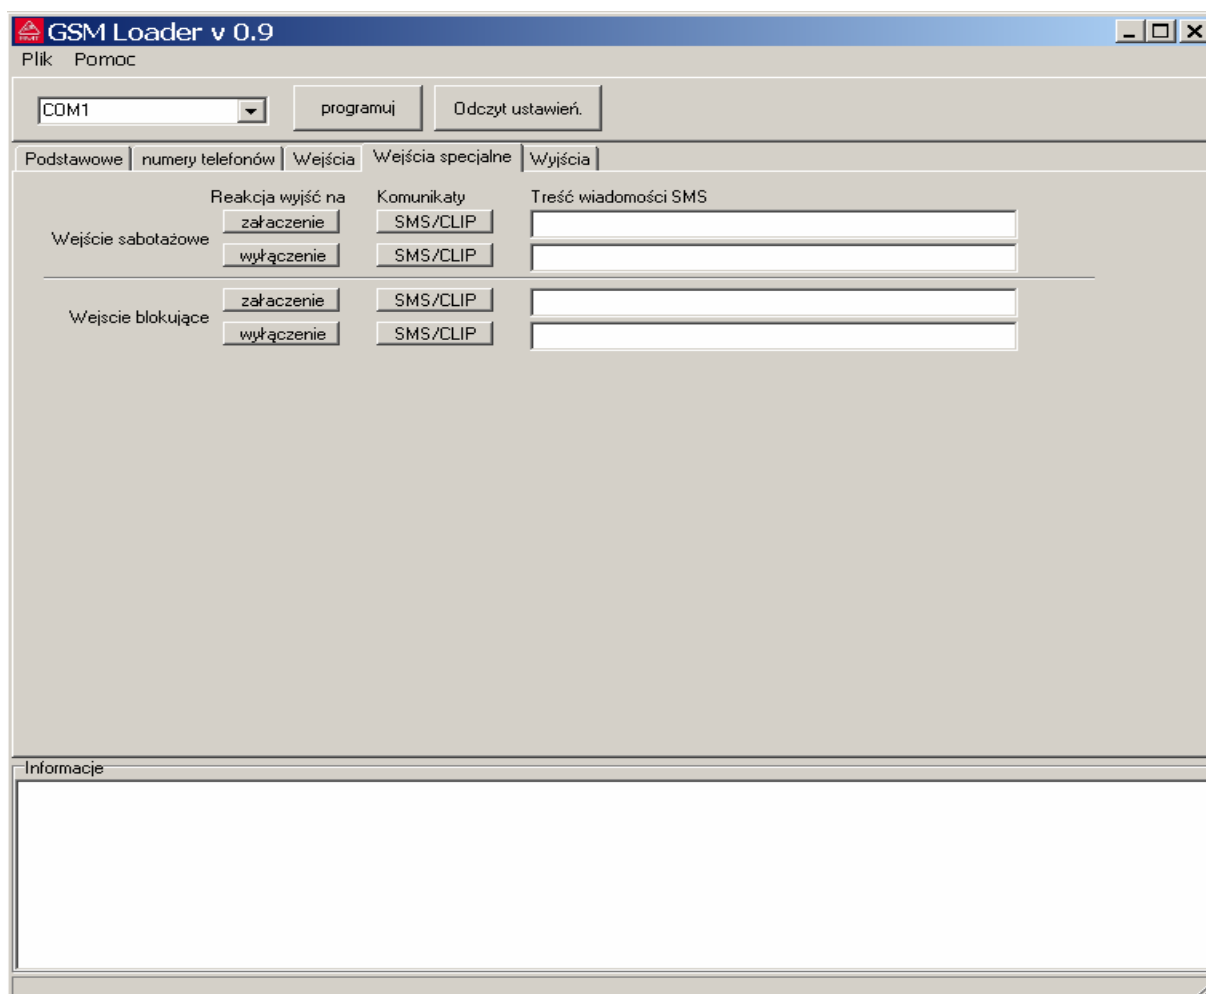 GSM Loader v 0.9
Plik Pomoc
COM1 programuj Odczyt ustawień.
Podstawowe numery telefonów Wejścia Wejścia specjalne Wyjścia
Reakcja wyjść na Komunikaty Treść wiadomości SMS
załaczenie SMS/CLIP
Wejście sabotażowe
wyłączenie SMS/CLIP
załaczenie SMS/CLIP
Wejscie blokujące
wyłączenie SMS/CLIP
Informacje